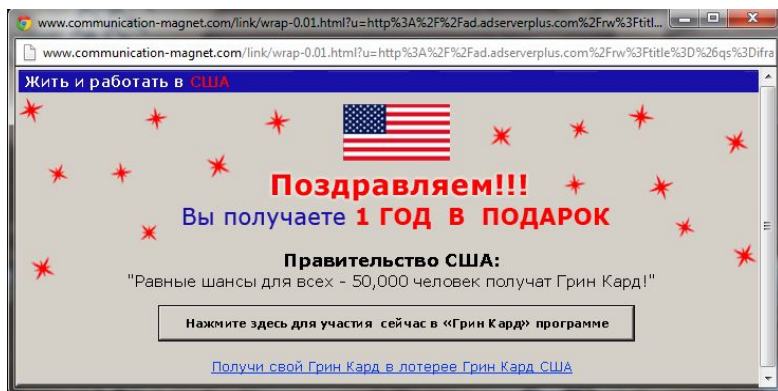 www.communication-magnet.com/link/wrap-0.01.html?u=http%3A%2F%2Fad.adserverplus.com%2Frw%3Ftitl...
www.communication-magnet.com/link/wrap-0.01.html?u=http%3A%2F%2Fad.adserverplus.com%2Frw%3Ftitle%3D%26qs%3Difra
Жить и работать в США
Поздравляем!!!
Вы получаете 1 ГОД В ПОДАРОК
Правительство США:
"Равные шансы для всех - 50,000 человек получат Грин Кард!"
Нажмите здесь для участия сейчас в «Грин Кард» программе
Получи свой Грин Кард в лотерее Грин Кард США